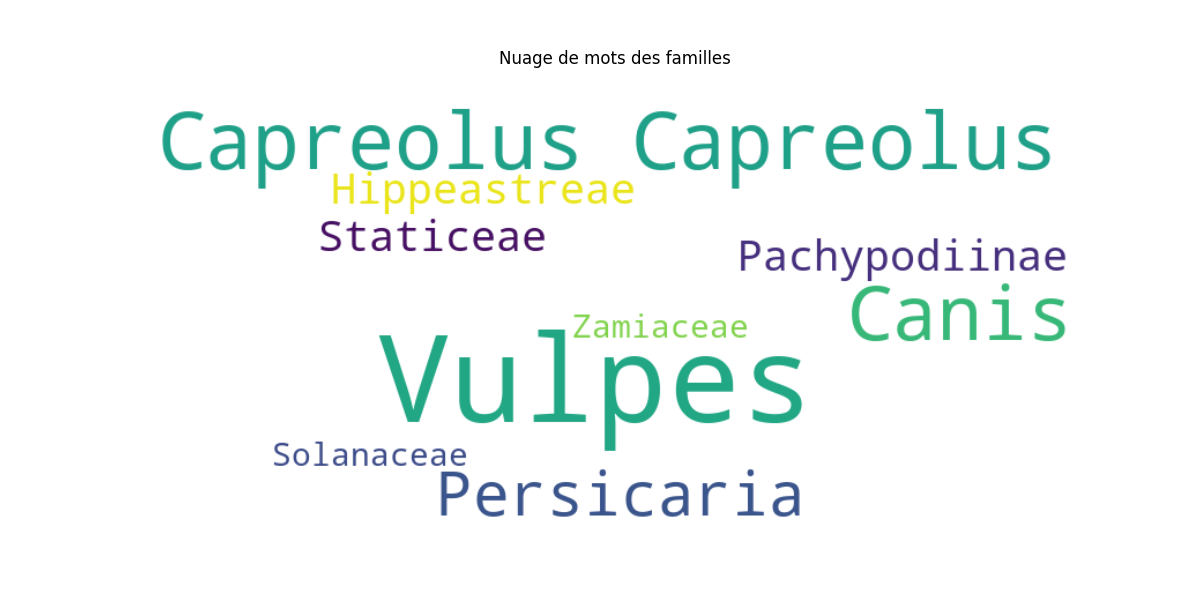 Nuage de mots des familles
Capreolus Capreolus
Hippeastreae
Staticeae
Pachypodiinae
Canis
Zamiaceae
Vulpes
Solanaceae
Persicaria